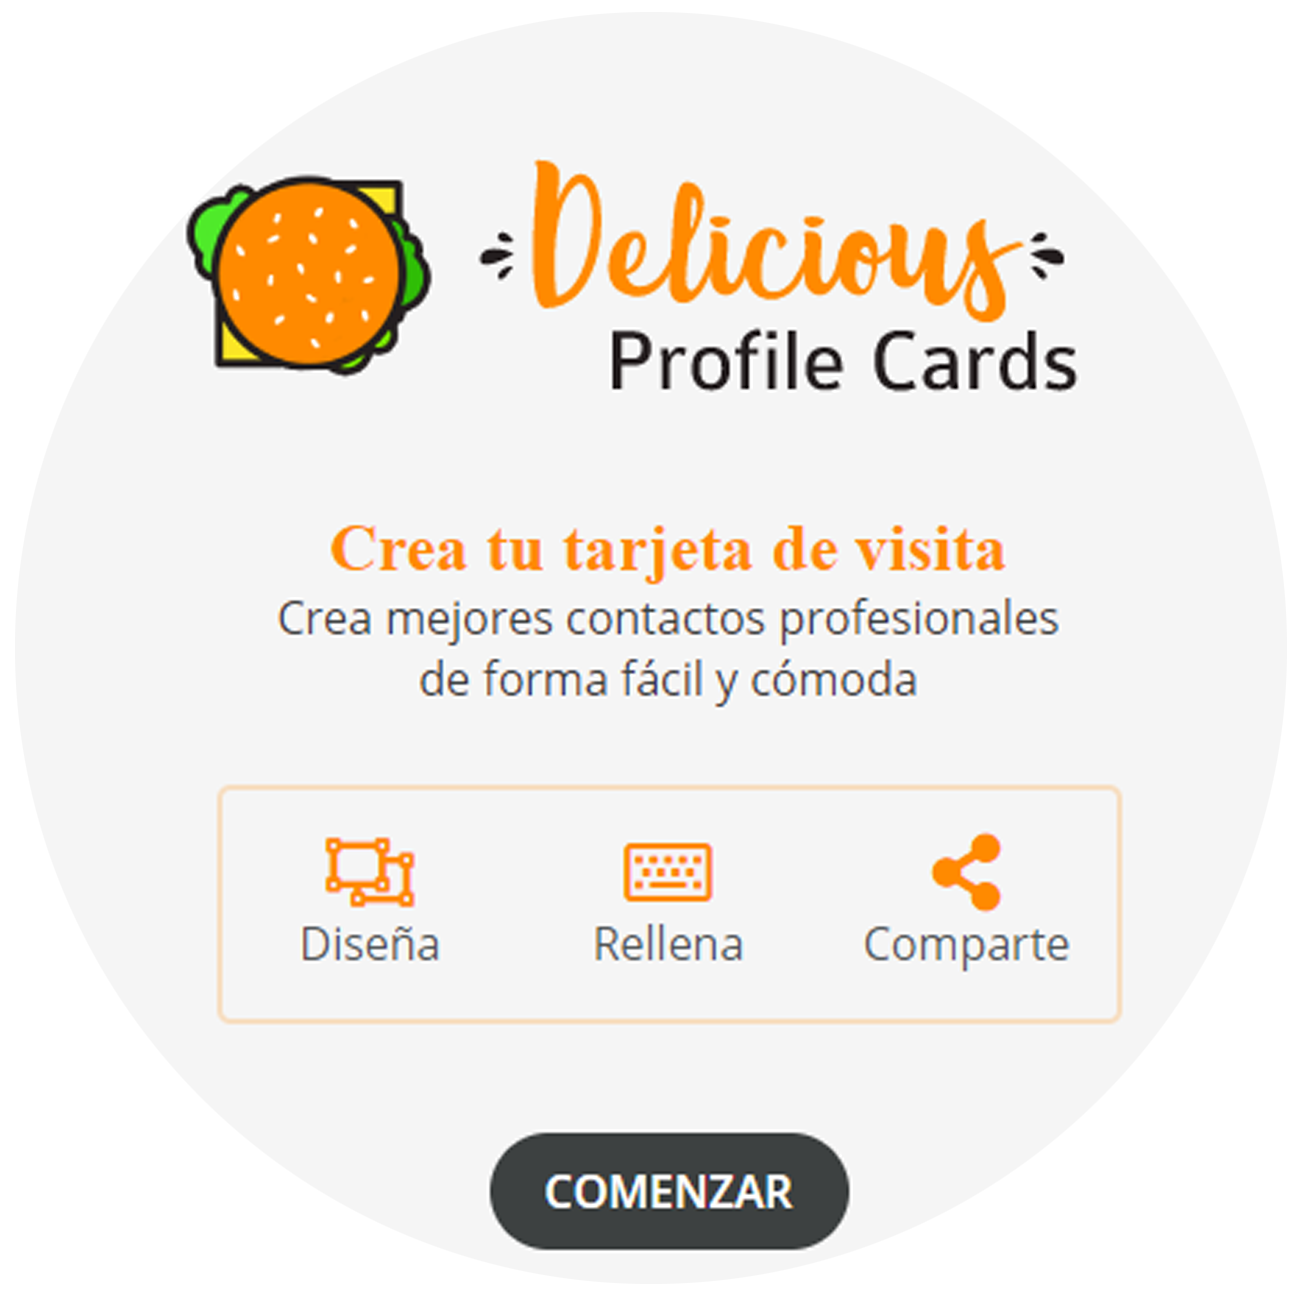 Delicious
Profile Cards
Crea tu tarjeta de visita
Crea mejores contactos profesionales
de forma fácil y cómoda
Diseña Rellena Comparte
COMENZAR